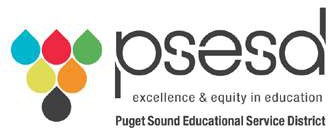 psesd
excellence & equity in education
Puget Sound Educational Service District